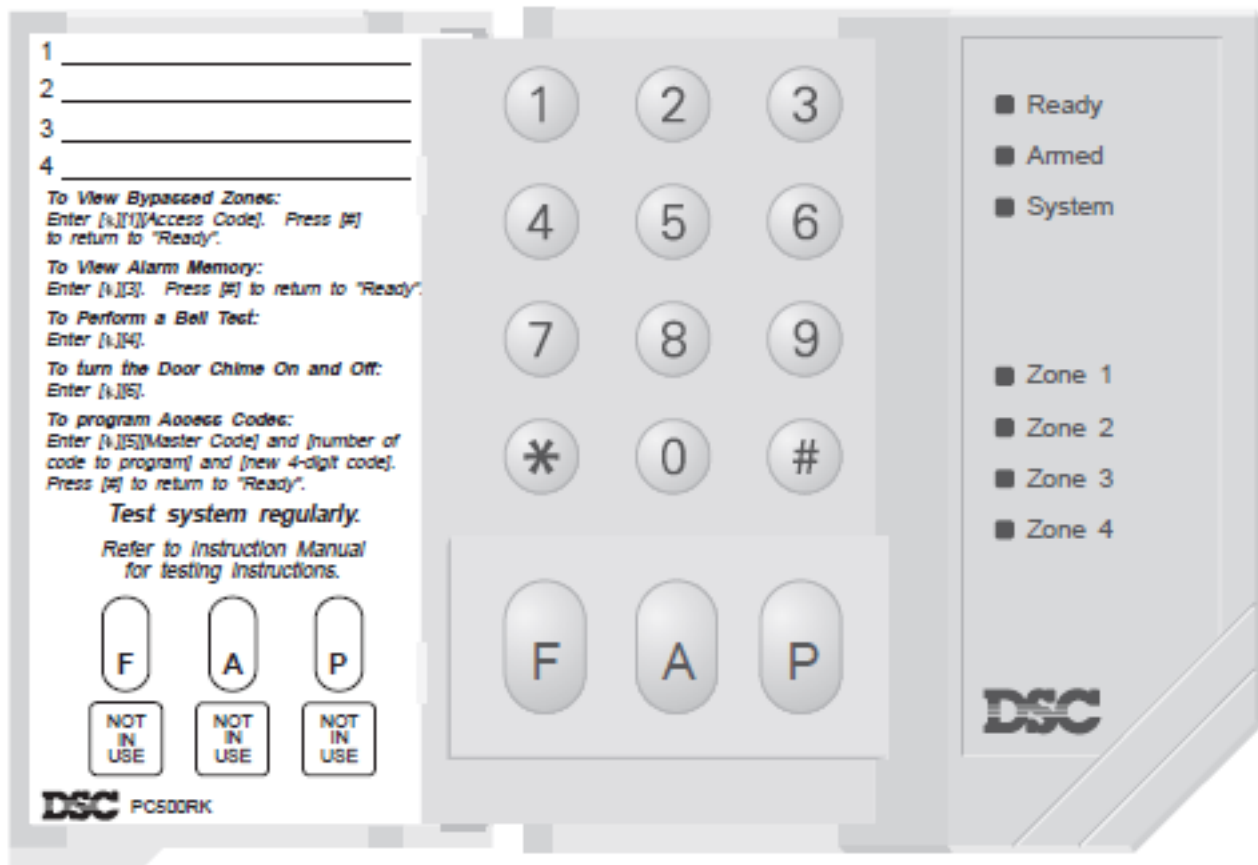 1
2
3
4
To View Bypassed Zones:
Enter [*][1][Access Code]. Press [#]
to return to "Ready".
To View Alarm Memory:
Enter [*][3]. Press [#] to return to "Ready".
To Perform a Bell Test:
Enter [*][4].
To turn the Door Chime On and Off:
Enter [*][6].
To program Access Codes:
Enter [*][5][Master Code] and [number of
code to program] and [new 4-digit code].
Press [#] to return to "Ready".
Test system regularly.
Refer to Instruction Manual
for testing instructions.
F A P
NOT IN USE
NOT IN USE
NOT IN USE
DSC PC500RK
1 2 3
4 5 6
7 8 9
* 0 #
F A P
Ready
Armed
System
Zone 1
Zone 2
Zone 3
Zone 4
DSC